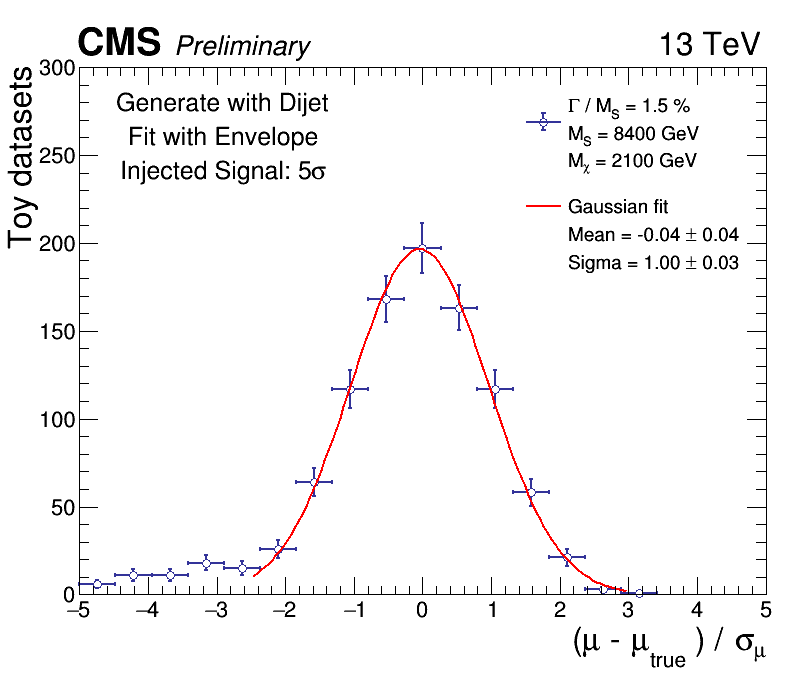 CMS Preliminary 13 TeV
Toy datasets
300
250
200
150
100
50
0
Generate with Dijet
Fit with Envelope
Injected Signal: 5σ
Γ / M_S = 1.5 %
M_S = 8400 GeV
M_χ = 2100 GeV
Gaussian fit
Mean = -0.04 ± 0.04
Sigma = 1.00 ± 0.03
−5 −4 −3 −2 −1 0 1 2 3 4 5
(μ - μ_true ) / σ_μ